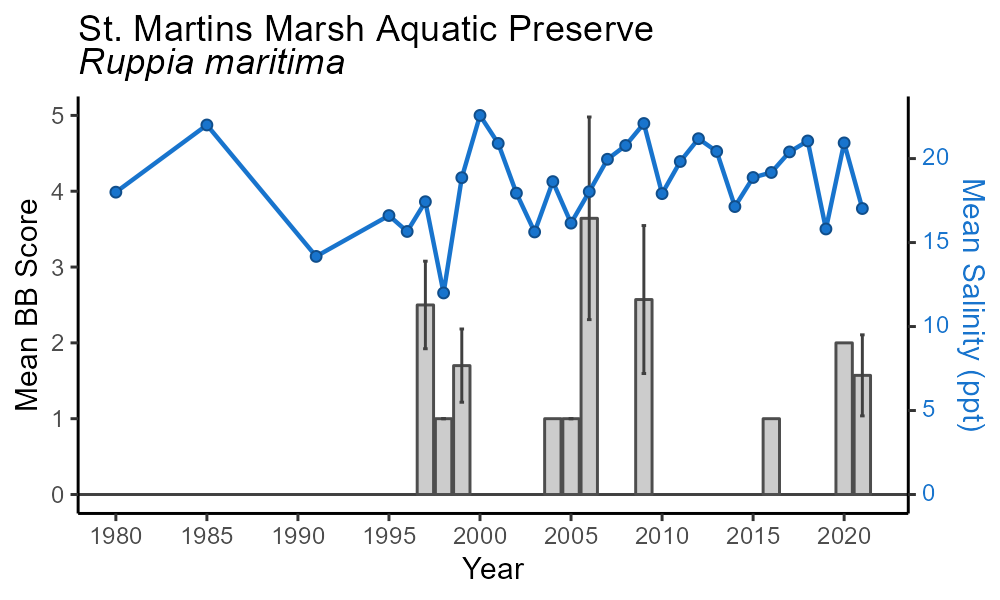 St. Martins Marsh Aquatic Preserve
Ruppia maritima
Mean BB Score
5
4
3
2
1
0
20
15
10
5
0
Mean Salinity (ppt)
1980 1985 1990 1995 2000 2005 2010 2015 2020
Year